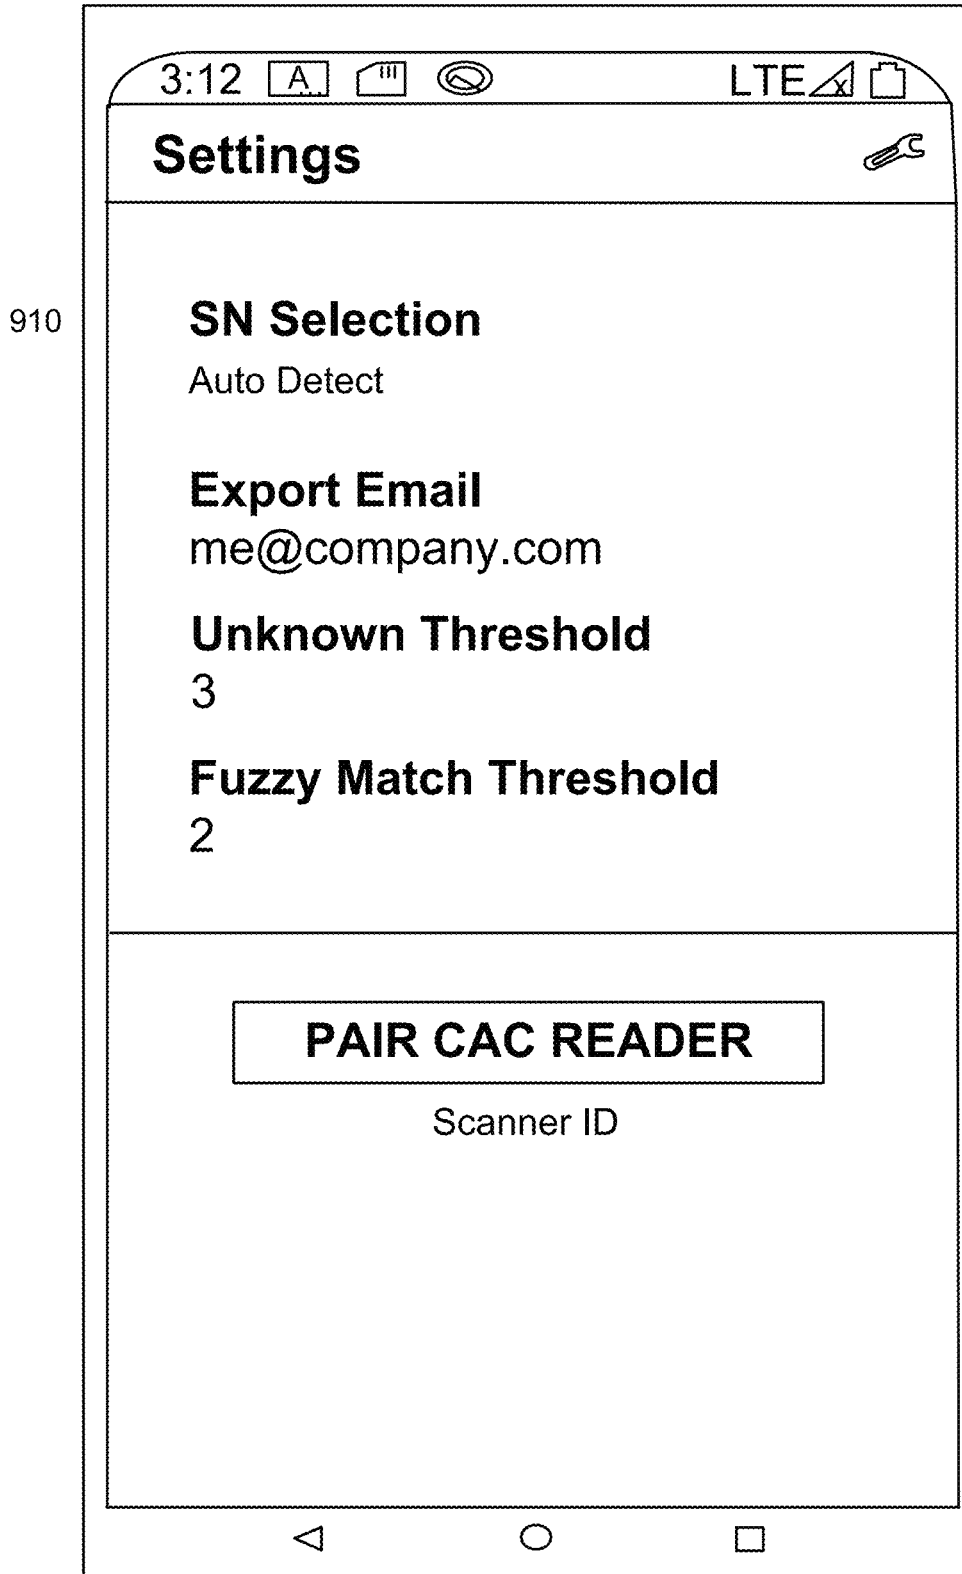 3:12 A... LTE x
Settings
910
SN Selection
Auto Detect
Export Email
me@company.com
Unknown Threshold
3
Fuzzy Match Threshold
2
PAIR CAC READER
Scanner ID